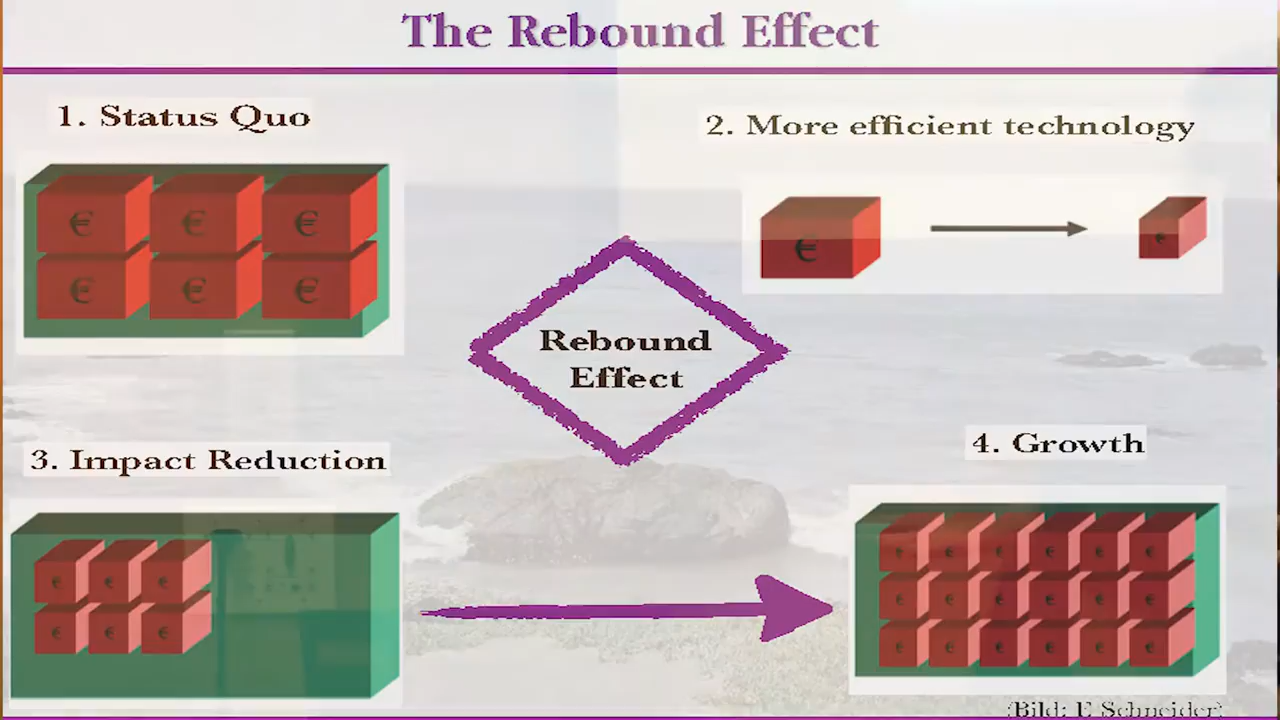 The Rebound Effect
1. Status Quo
2. More efficient technology
€ € €
€ € €
€ €
Rebound
Effect
3. Impact Reduction
4. Growth
€ € €
€ € €
€ € € € € €
€ € € € € €
€ € € € € €
(Bild: E Schneider)